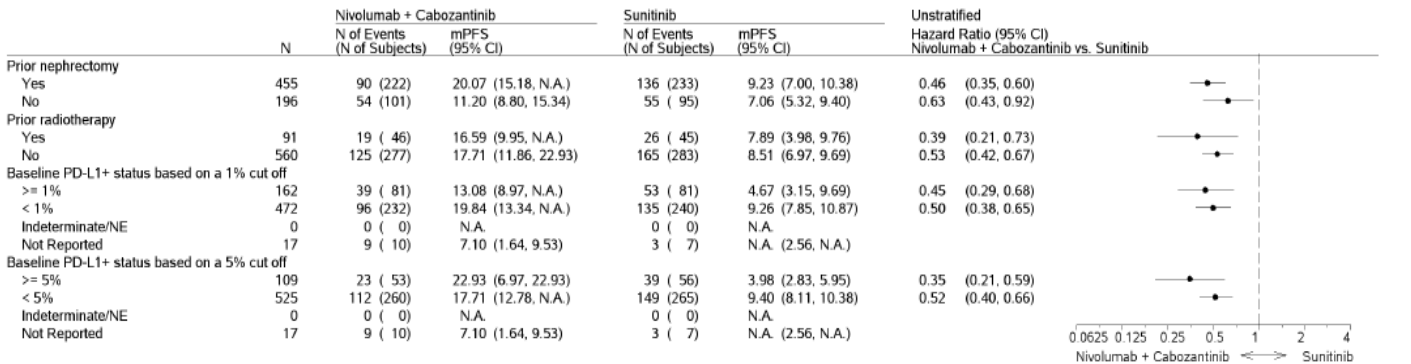 Nivolumab + Cabozantinib Sunitinib Unstratified
N of Events mPFS N of Events mPFS Hazard Ratio (95% CI)
N (N of Subjects) (95% CI) (N of Subjects) (95% CI) Nivolumab + Cabozantinib vs. Sunitinib
Prior nephrectomy
Yes 455 90 (222) 20.07 (15.18, N.A.) 136 (233) 9.23 (7.00, 10.38) 0.46 (0.35, 0.60)
No 196 54 (101) 11.20 (8.80, 15.34) 55 ( 95) 7.06 (5.32, 9.40) 0.63 (0.43, 0.92)
Prior radiotherapy
Yes 91 19 ( 46) 16.59 (9.95, N.A.) 26 ( 45) 7.89 (3.98, 9.76) 0.39 (0.21, 0.73)
No 560 125 (277) 17.71 (11.86, 22.93) 165 (283) 8.51 (6.97, 9.69) 0.53 (0.42, 0.67)
Baseline PD-L1+ status based on a 1% cut off
>= 1% 162 39 ( 81) 13.08 (8.97, N.A.) 53 ( 81) 4.67 (3.15, 9.69) 0.45 (0.29, 0.68)
< 1% 472 96 (232) 19.84 (13.34, N.A.) 135 (240) 9.26 (7.85, 10.87) 0.50 (0.38, 0.65)
Indeterminate/NE 0 0 ( 0) N.A. 0 ( 0) N.A.
Not Reported 17 9 ( 10) 7.10 (1.64, 9.53) 3 ( 7) N.A. (2.56, N.A.)
Baseline PD-L1+ status based on a 5% cut off
>= 5% 109 23 ( 53) 22.93 (6.97, 22.93) 39 ( 56) 3.98 (2.83, 5.95) 0.35 (0.21, 0.59)
< 5% 525 112 (260) 17.71 (12.78, N.A.) 149 (265) 9.40 (8.11, 10.38) 0.52 (0.40, 0.66)
Indeterminate/NE 0 0 ( 0) N.A. 0 ( 0) N.A.
Not Reported 17 9 ( 10) 7.10 (1.64, 9.53) 3 ( 7) N.A. (2.56, N.A.)
0.0625 0.125 0.25 0.5 1 2 4
Nivolumab + Cabozantinib <—> Sunitinib